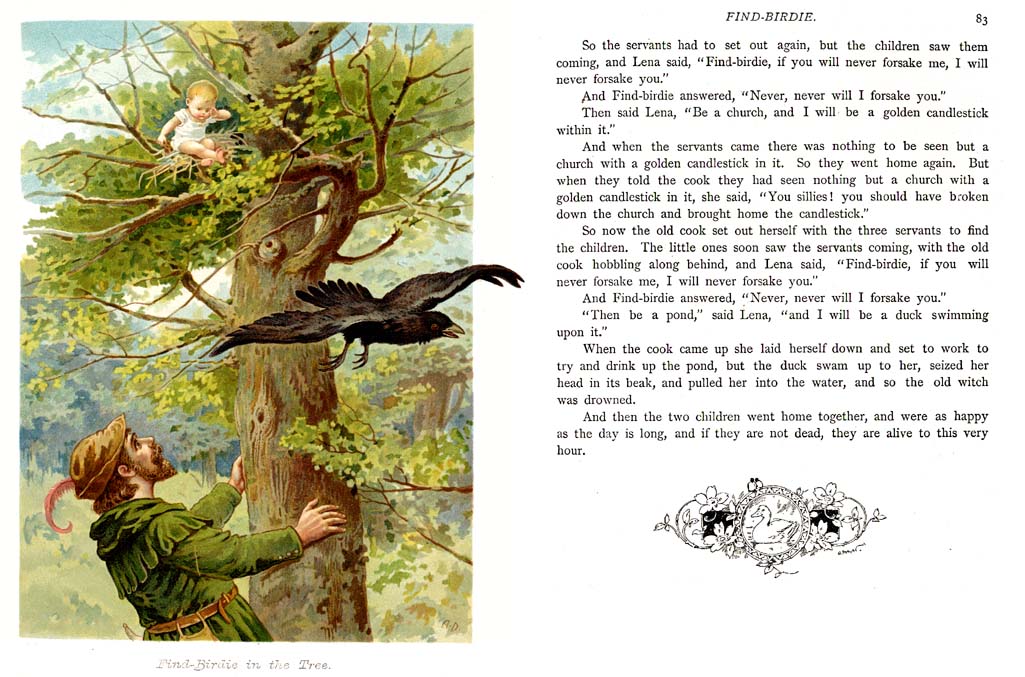 Find-Birdie in the Tree.
A.D.
FIND-BIRDIE.
83
So the servants had to set out again, but the children saw them
coming, and Lena said, "Find-birdie, if you will never forsake me, I will
never forsake you."
And Find-birdie answered, "Never, never will I forsake you."
Then said Lena, "Be a church, and I will be a golden candlestick
within it."
And when the servants came there was nothing to be seen but a
church with a golden candlestick in it. So they went home again. But
when they told the cook they had seen nothing but a church with a
golden candlestick in it, she said, "You sillies! you should have broken
down the church and brought home the candlestick."
So now the old cook set out herself with the three servants to find
the children. The little ones soon saw the servants coming, with the old
cook hobbling along behind, and Lena said, "Find-birdie, if you will
never forsake me, I will never forsake you."
And Find-birdie answered, "Never, never will I forsake you."
"Then be a pond," said Lena, "and I will be a duck swimming
upon it."
When the cook came up she laid herself down and set to work to
try and drink up the pond, but the duck swam up to her, seized her
head in its beak, and pulled her into the water, and so the old witch
was drowned.
And then the two children went home together, and were as happy
as the day is long, and if they are not dead, they are alive to this very
hour.